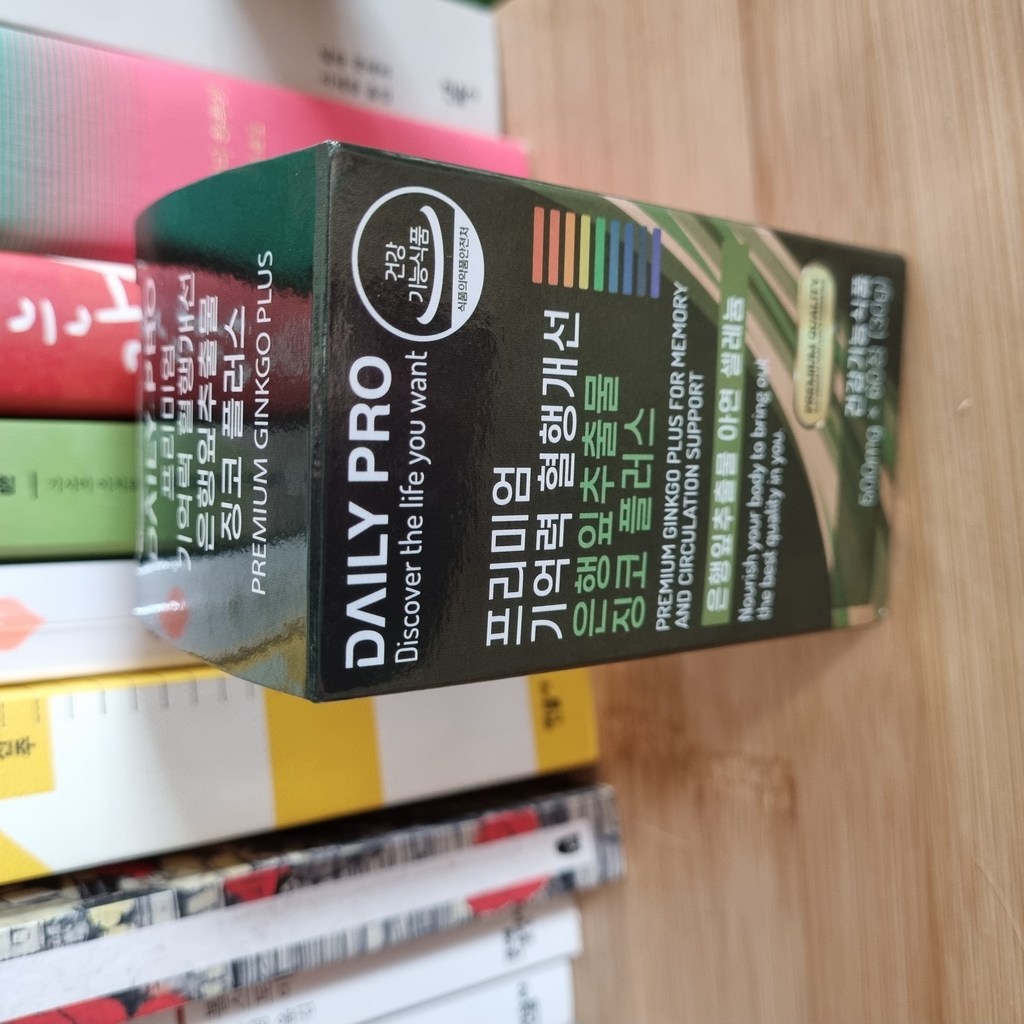 DAILY PRO
프리미엄
기억력 혈행개선
은행잎추출물
징코 플러스
PREMIUM GINKGO PLUS
건강
기능식품
식품의약품안전처
DAILY PRO
Discover the life you want
프리미엄
기억력 혈행개선
은행잎추출물
징코 플러스
PREMIUM GINKGO PLUS FOR MEMORY
AND CIRCULATION SUPPORT
은행잎추출물 아연 셀레늄
Nourish your body to bring out
the best quality in you.
PREMIUM QUALITY
건강기능식품
500mg × 60정 (30g)